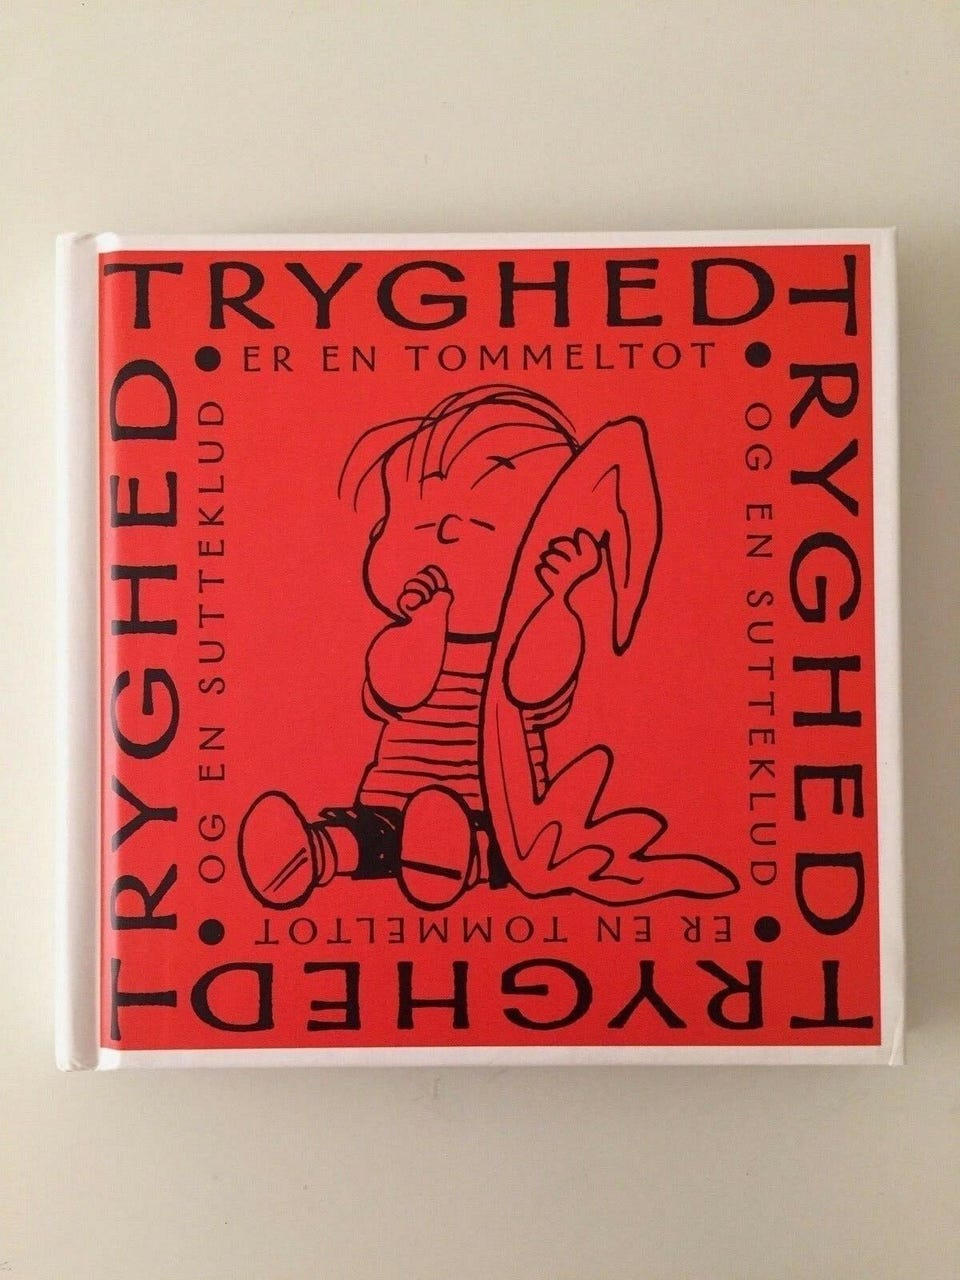 TRYGHED
ER EN TOMMELTOT
TRYGHED
OG EN SUTTEKLUD
TRYGHED
ER EN TOMMELTOT
TRYGHED
OG EN SUTTEKLUD